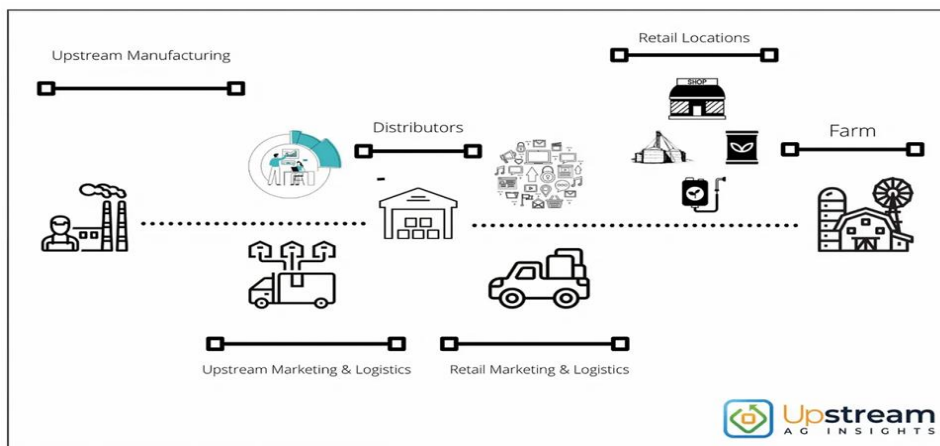 Upstream Manufacturing
Retail Locations
SHOP
Distributors
Farm
Upstream Marketing & Logistics
Retail Marketing & Logistics
Upstream
AG INSIGHTS